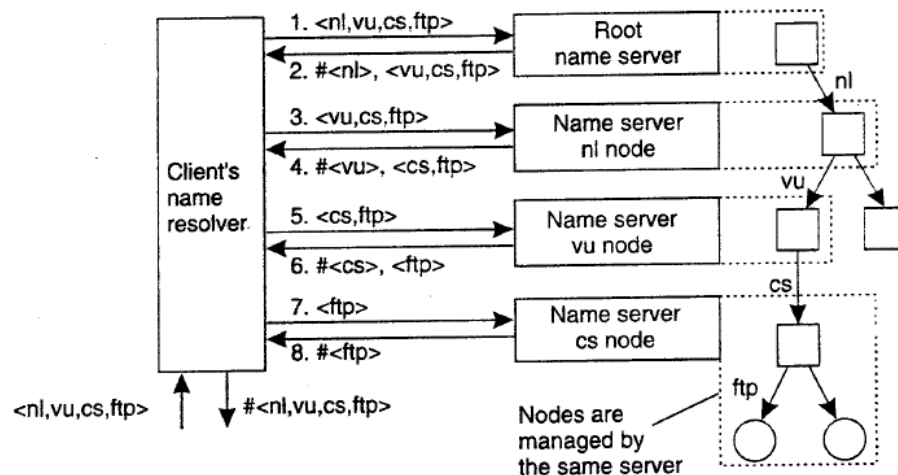 1. <nl,vu,cs,ftp>
2. #<nl>, <vu,cs,ftp>
Root
name server
nl
3. <vu,cs,ftp>
4. #<vu>, <cs,ftp>
Name server
nl node
vu
Client's
name
resolver
5. <cs,ftp>
6. #<cs>, <ftp>
Name server
vu node
cs
7. <ftp>
8. #<ftp>
Name server
cs node
ftp
<nl,vu,cs,ftp>
#<nl,vu,cs,ftp>
Nodes are
managed by
the same server